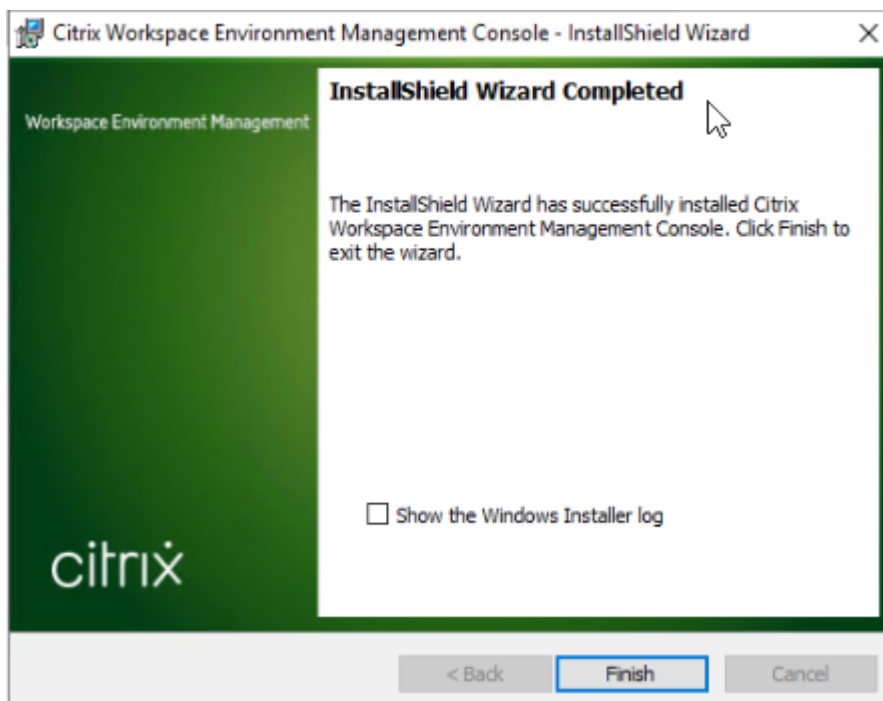 Citrix Workspace Environment Management Console - InstallShield Wizard
Workspace Environment Management
InstallShield Wizard Completed
The InstallShield Wizard has successfully installed Citrix
Workspace Environment Management Console. Click Finish to
exit the wizard.
Show the Windows Installer log
citrix
< Back
Finish
Cancel